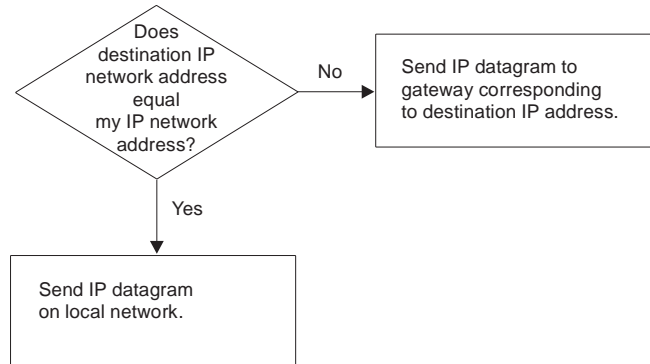 Does
destination IP
network address
equal
my IP network
address?
No
Send IP datagram to
gateway corresponding
to destination IP address.
Yes
Send IP datagram
on local network.